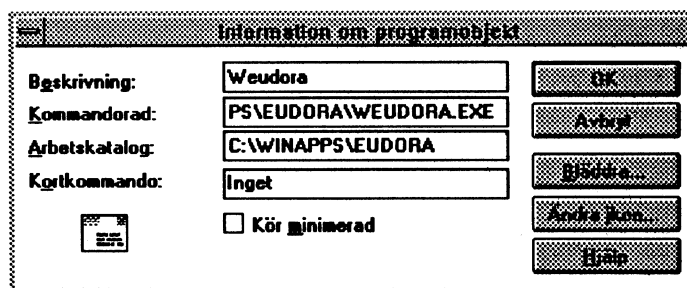 Information om programobjekt
Beskrivning: Weudora
Kommandorad: PS\EUDORA\WEUDORA.EXE
Arbetskatalog: C:\WINAPPS\EUDORA
Kortkommando: Inget
Kör minimerad
OK
Avbryt
Bläddra...
Ändra ikon...
Hjälp